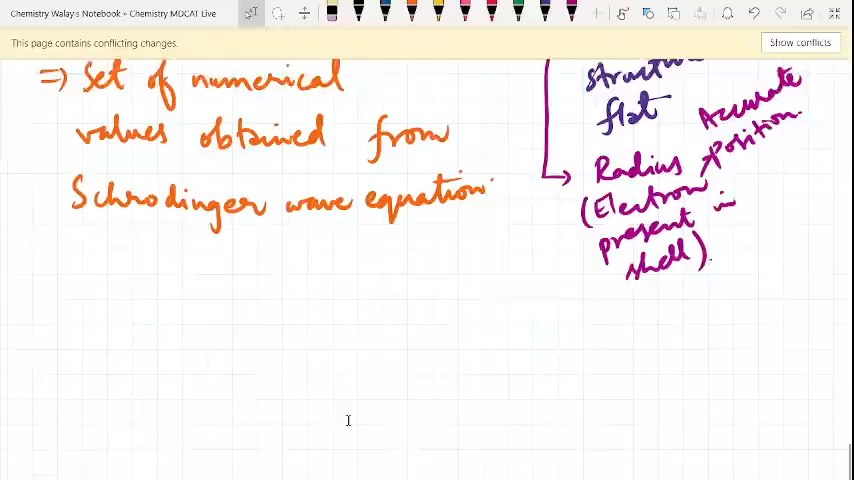 Chemistry Walay's Notebook » Chemistry MDCAT Live
This page contains conflicting changes.
Show conflicts
=> Set of numerical
values obtained from
Schrodinger wave equation.
flat
Accurate
Position.
Radius
(Electron
present in
shell).